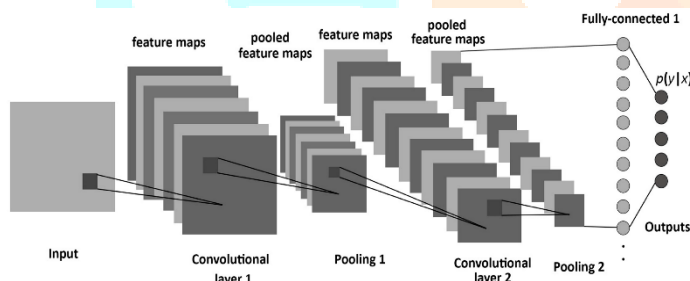 Fully-connected 1
feature maps
pooled
feature maps
feature maps
pooled
feature maps
p(y|x)
Input
Convolutional
layer 1
Pooling 1
Convolutional
layer 2
Pooling 2
Outputs